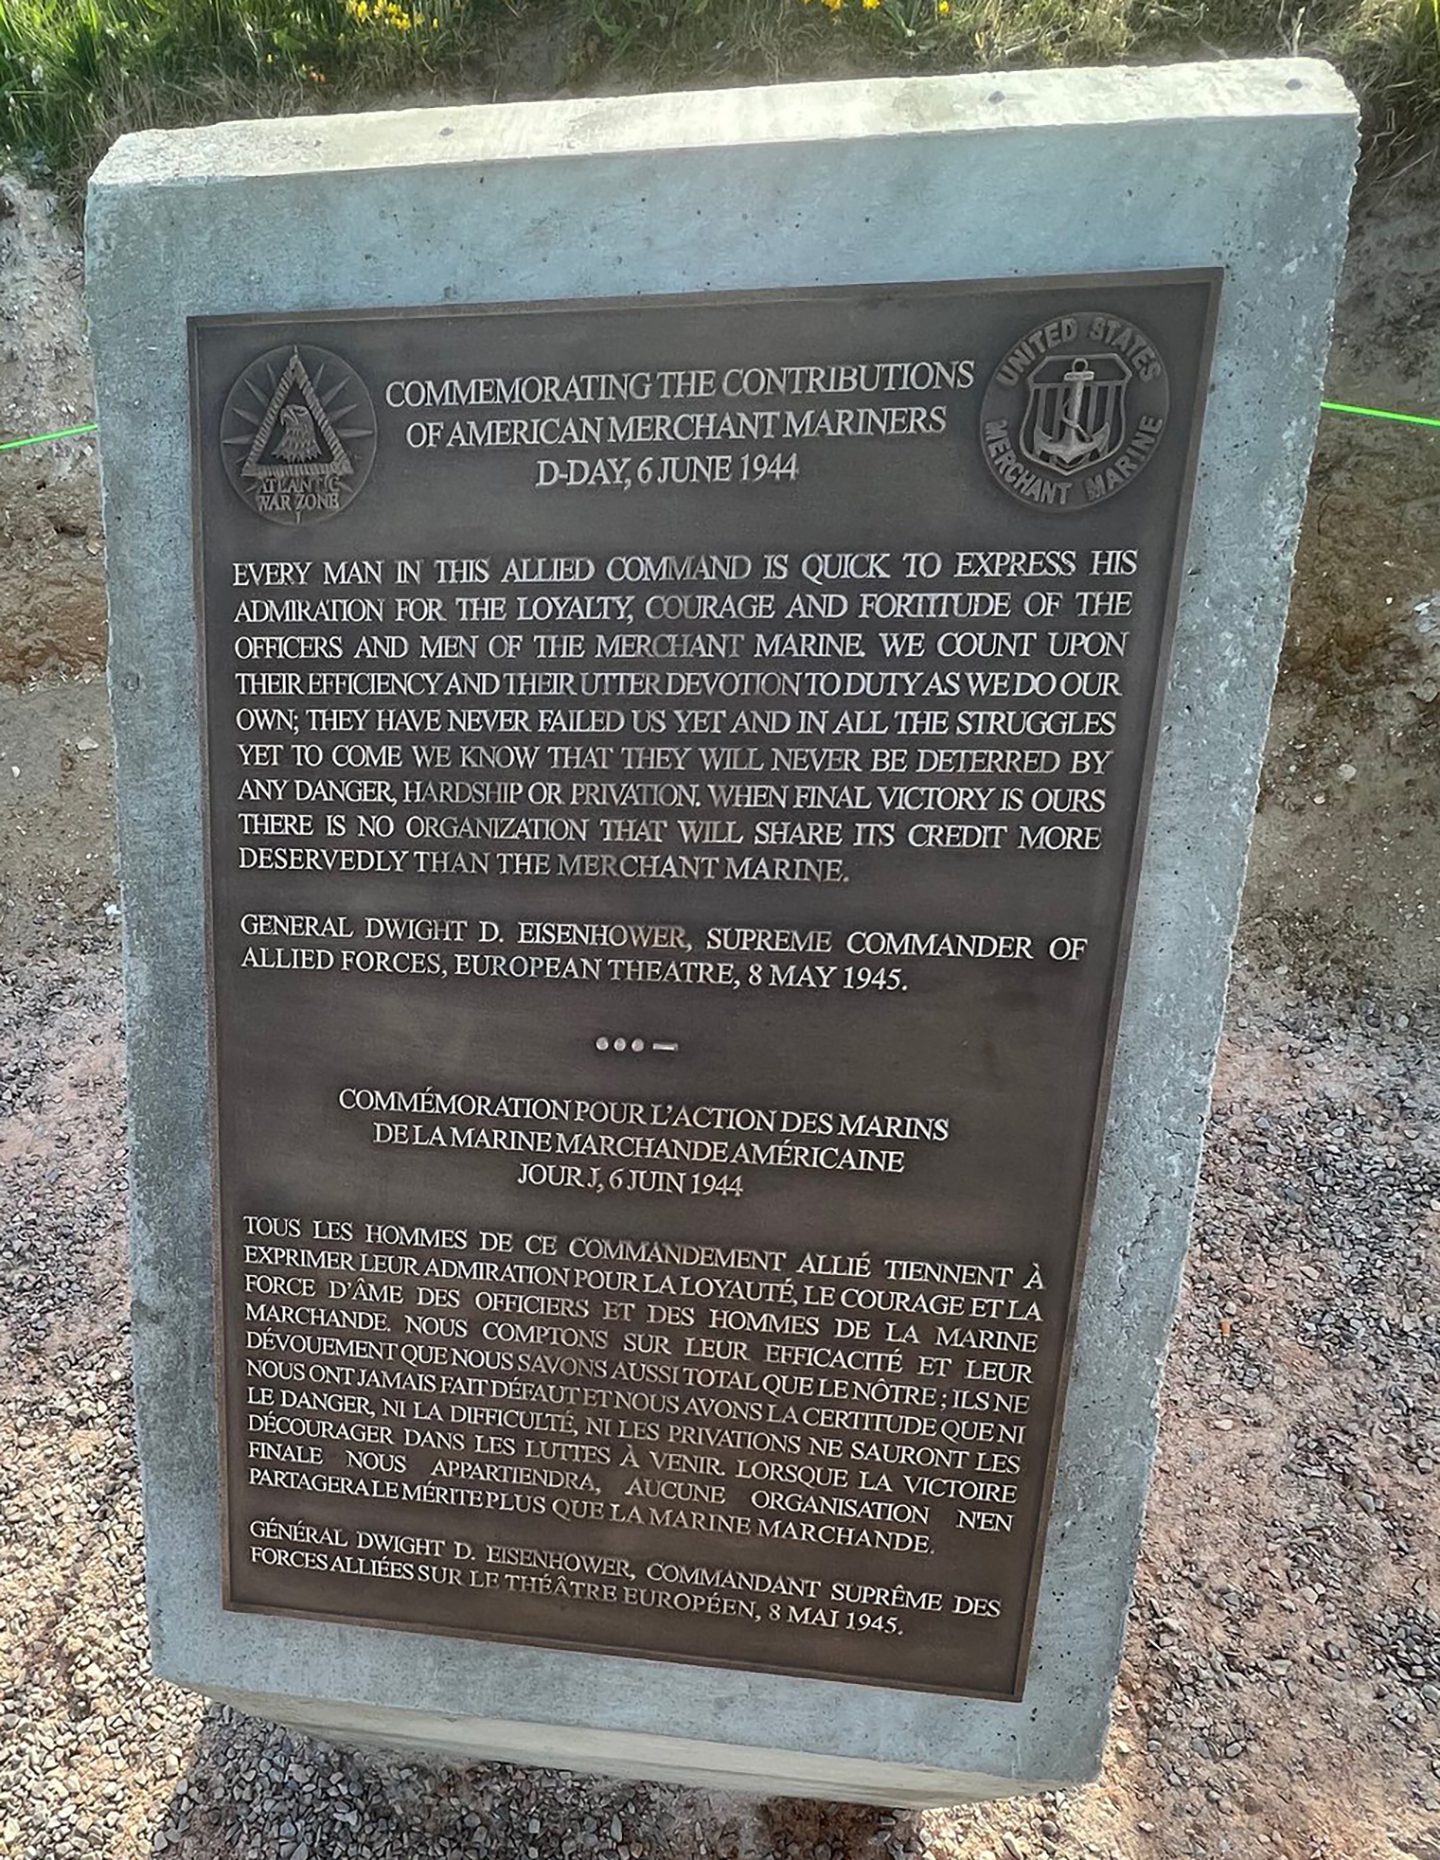 COMMEMORATING THE CONTRIBUTIONS
OF AMERICAN MERCHANT MARINERS
D-DAY, 6 JUNE 1944
ATLANTIC
WAR ZONE
UNITED STATES
MERCHANT MARINE
EVERY MAN IN THIS ALLIED COMMAND IS QUICK TO EXPRESS HIS
ADMIRATION FOR THE LOYALTY, COURAGE AND FORTITUDE OF THE
OFFICERS AND MEN OF THE MERCHANT MARINE. WE COUNT UPON
THEIR EFFICIENCY AND THEIR UTTER DEVOTION TO DUTY AS WE DO OUR
OWN; THEY HAVE NEVER FAILED US YET AND IN ALL THE STRUGGLES
YET TO COME WE KNOW THAT THEY WILL NEVER BE DETERRED BY
ANY DANGER, HARDSHIP OR PRIVATION. WHEN FINAL VICTORY IS OURS
THERE IS NO ORGANIZATION THAT WILL SHARE ITS CREDIT MORE
DESERVEDLY THAN THE MERCHANT MARINE.
GENERAL DWIGHT D. EISENHOWER, SUPREME COMMANDER OF
ALLIED FORCES, EUROPEAN THEATRE, 8 MAY 1945.
COMMÉMORATION POUR L'ACTION DES MARINS
DE LA MARINE MARCHANDE AMÉRICAINE
JOUR J, 6 JUIN 1944
TOUS LES HOMMES DE CE COMMANDEMENT ALLIÉ TIENNENT À
EXPRIMER LEUR ADMIRATION POUR LA LOYAUTÉ, LE COURAGE ET LA
FORCE D'ÂME DES OFFICIERS ET DES HOMMES DE LA MARINE
MARCHANDE. NOUS COMPTONS SUR LEUR EFFICACITÉ ET LEUR
DÉVOUEMENT QUE NOUS SAVONS AUSSI TOTAL QUE LE NÔTRE ; ILS NE
NOUS ONT JAMAIS FAIT DÉFAUT ET NOUS AVONS LA CERTITUDE QUE NI
LE DANGER, NI LA DIFFICULTÉ, NI LES PRIVATIONS NE SAURONT LES
DÉCOURAGER DANS LES LUTTES À VENIR. LORSQUE LA VICTOIRE
FINALE NOUS APPARTIENDRA, AUCUNE ORGANISATION N'EN
PARTAGERA LE MÉRITE PLUS QUE LA MARINE MARCHANDE.
GÉNÉRAL DWIGHT D. EISENHOWER, COMMANDANT SUPRÊME DES
FORCES ALLIÉES SUR LE THÉÂTRE EUROPÉEN, 8 MAI 1945.